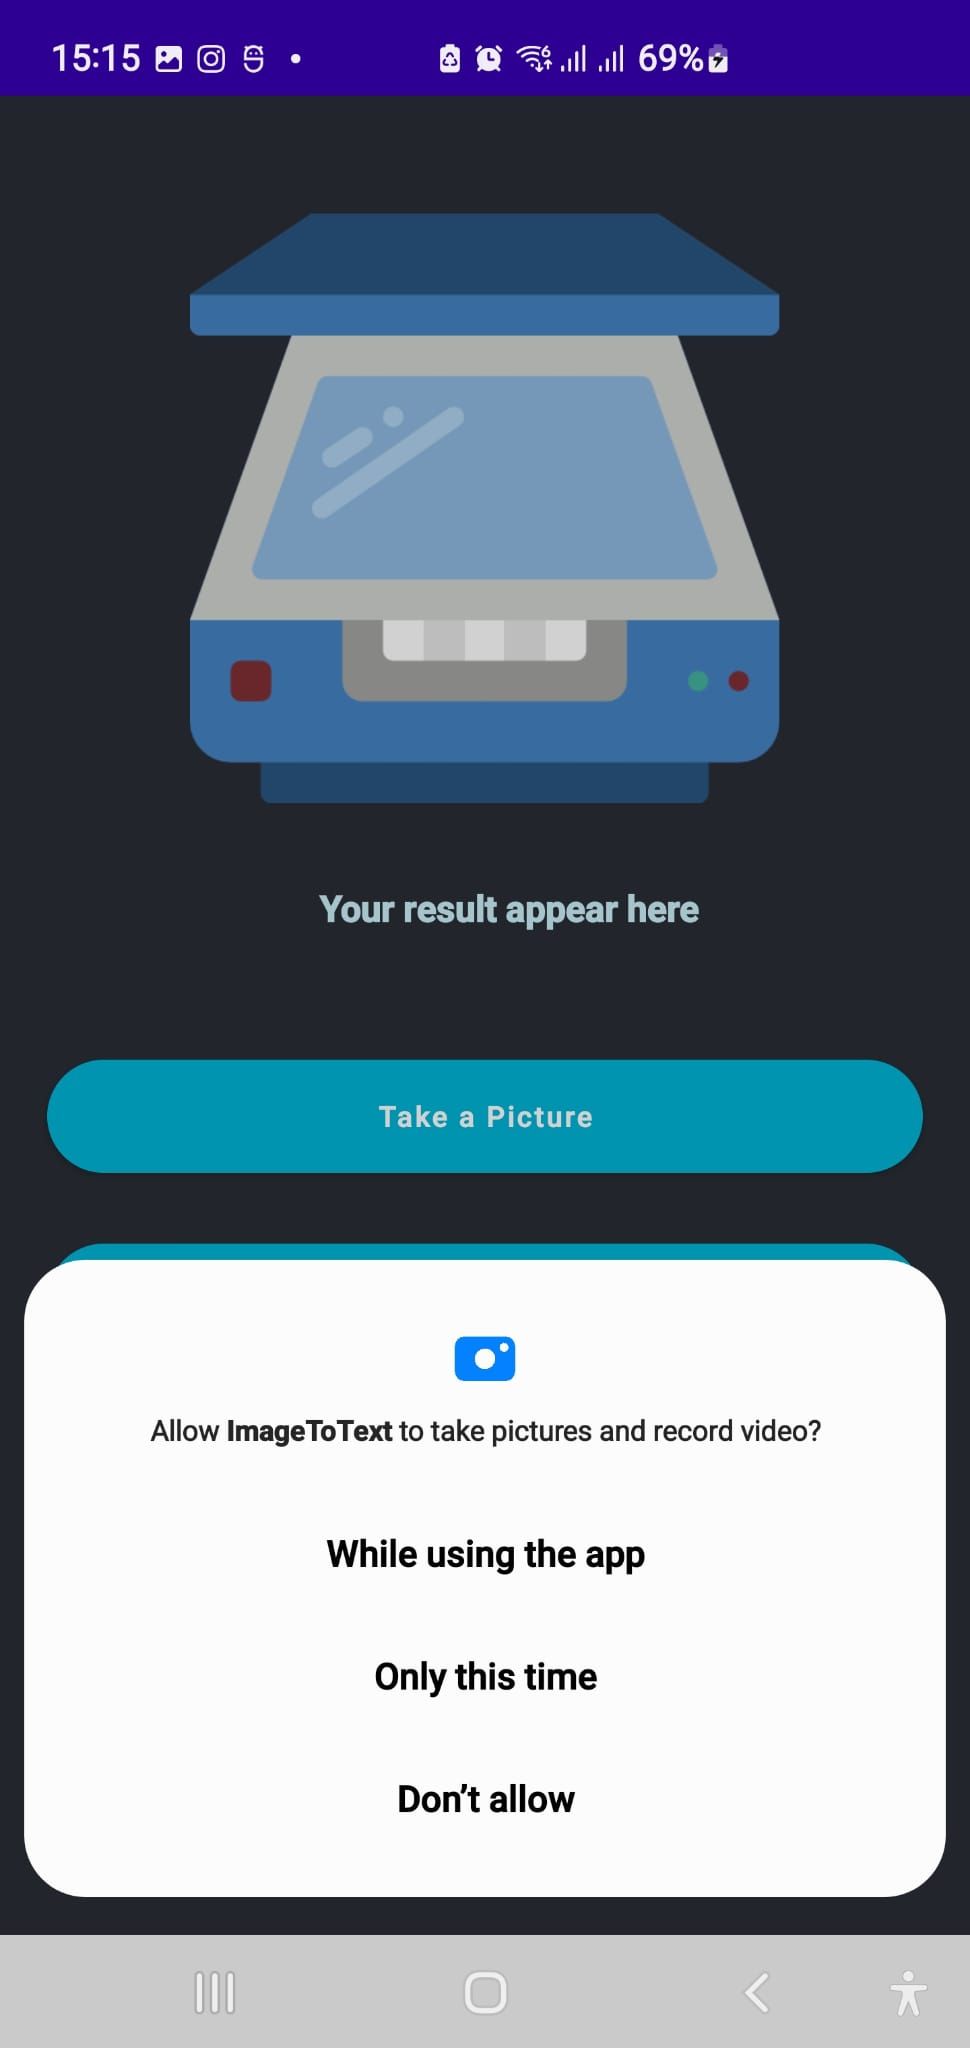 15:15 69%
Your result appear here
Take a Picture
Allow ImageToText to take pictures and record video?
While using the app
Only this time
Don’t allow